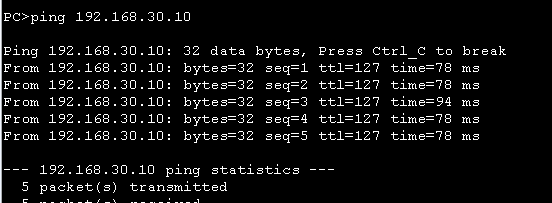 PC>ping 192.168.30.10
Ping 192.168.30.10: 32 data bytes, Press Ctrl_C to break
From 192.168.30.10: bytes=32 seq=1 ttl=127 time=78 ms
From 192.168.30.10: bytes=32 seq=2 ttl=127 time=78 ms
From 192.168.30.10: bytes=32 seq=3 ttl=127 time=94 ms
From 192.168.30.10: bytes=32 seq=4 ttl=127 time=78 ms
From 192.168.30.10: bytes=32 seq=5 ttl=127 time=78 ms
--- 192.168.30.10 ping statistics ---
5 packet(s) transmitted
5 packet(s) received